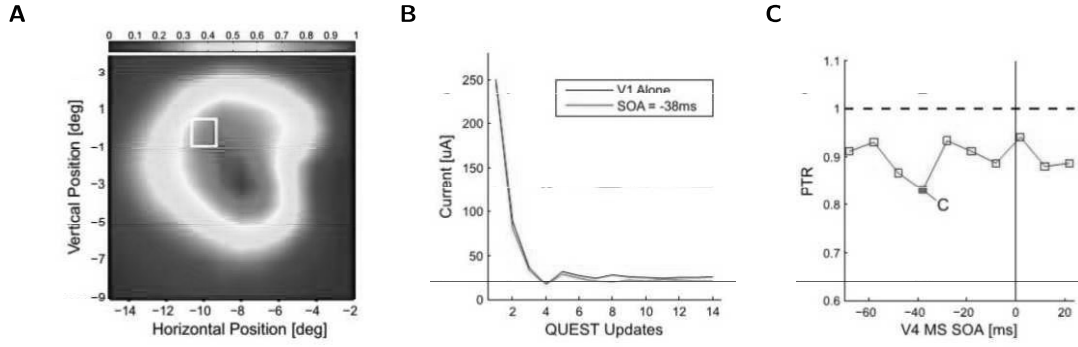 A
B
C
0 0.1 0.2 0.3 0.4 0.5 0.6 0.7 0.8 0.9 1
3
1
−1
−3
−5
−7
−9
−14 −12 −10 −8 −6 −4 −2
Vertical Position [deg]
Horizontal Position [deg]
250
200
150
100
50
0
2 4 6 8 10 12 14
Current [uA]
QUEST Updates
V1 Alone
SOA = -38ms
1.1
1
0.9
0.8
0.7
0.6
−60 −40 −20 0 20
PTR
C
V4 MS SOA [ms]